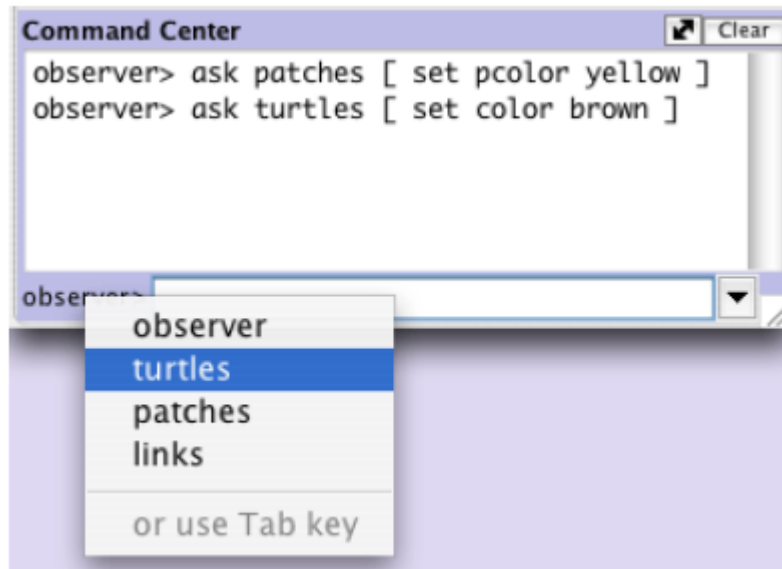 Command Center Clear
observer> ask patches [ set pcolor yellow ]
observer> ask turtles [ set color brown ]
observer>
observer
turtles
patches
links
or use Tab key